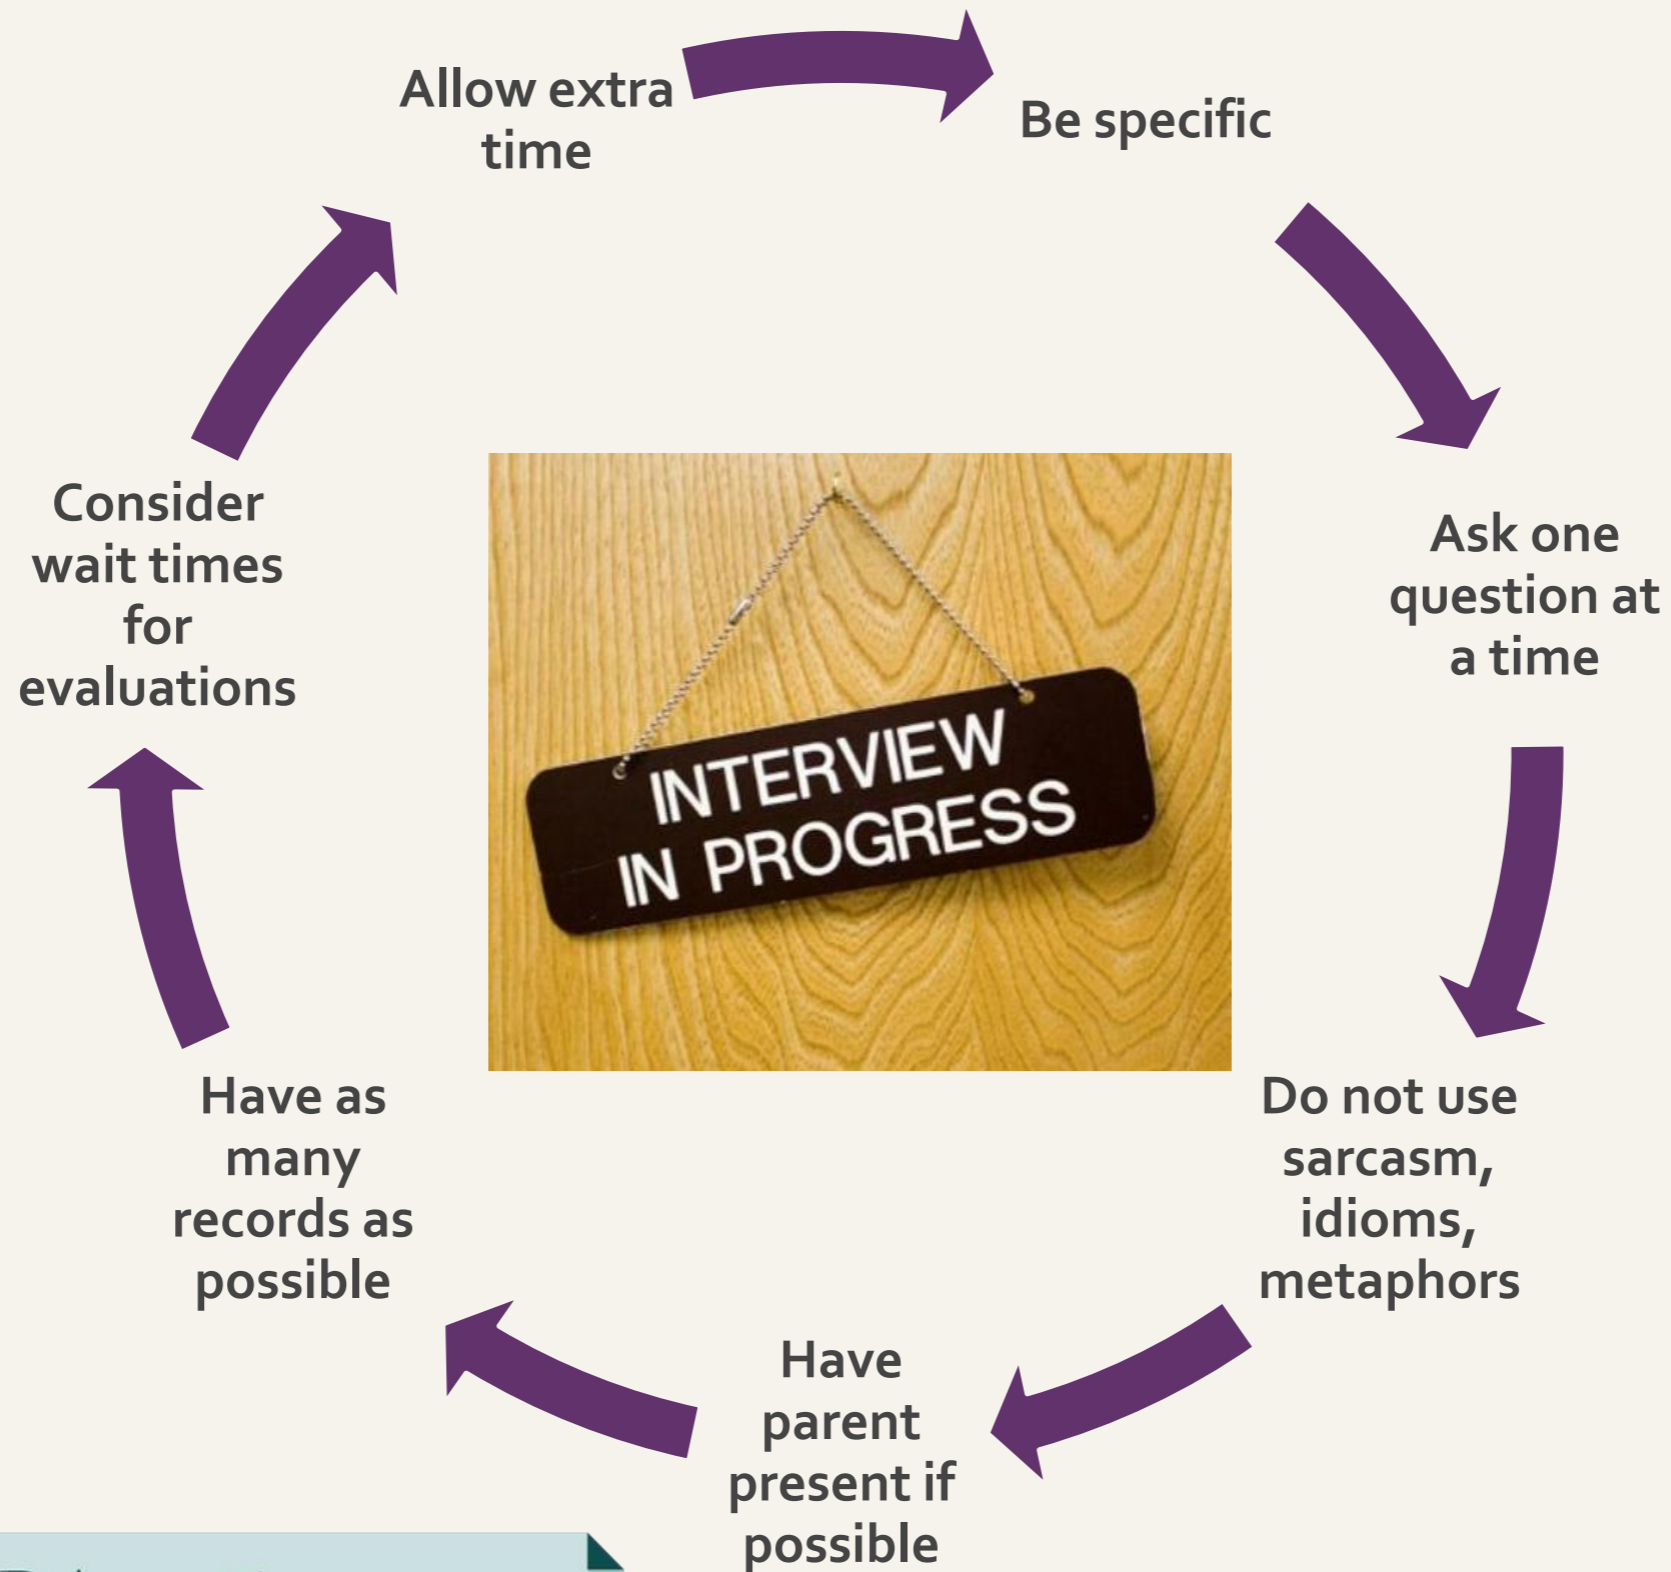 Allow extra
time
Be specific
Ask one
question at
a time
Do not use
sarcasm,
idioms,
metaphors
Have
parent
present if
possible
Have as
many
records as
possible
Consider
wait times
for
evaluations
INTERVIEW
IN PROGRESS